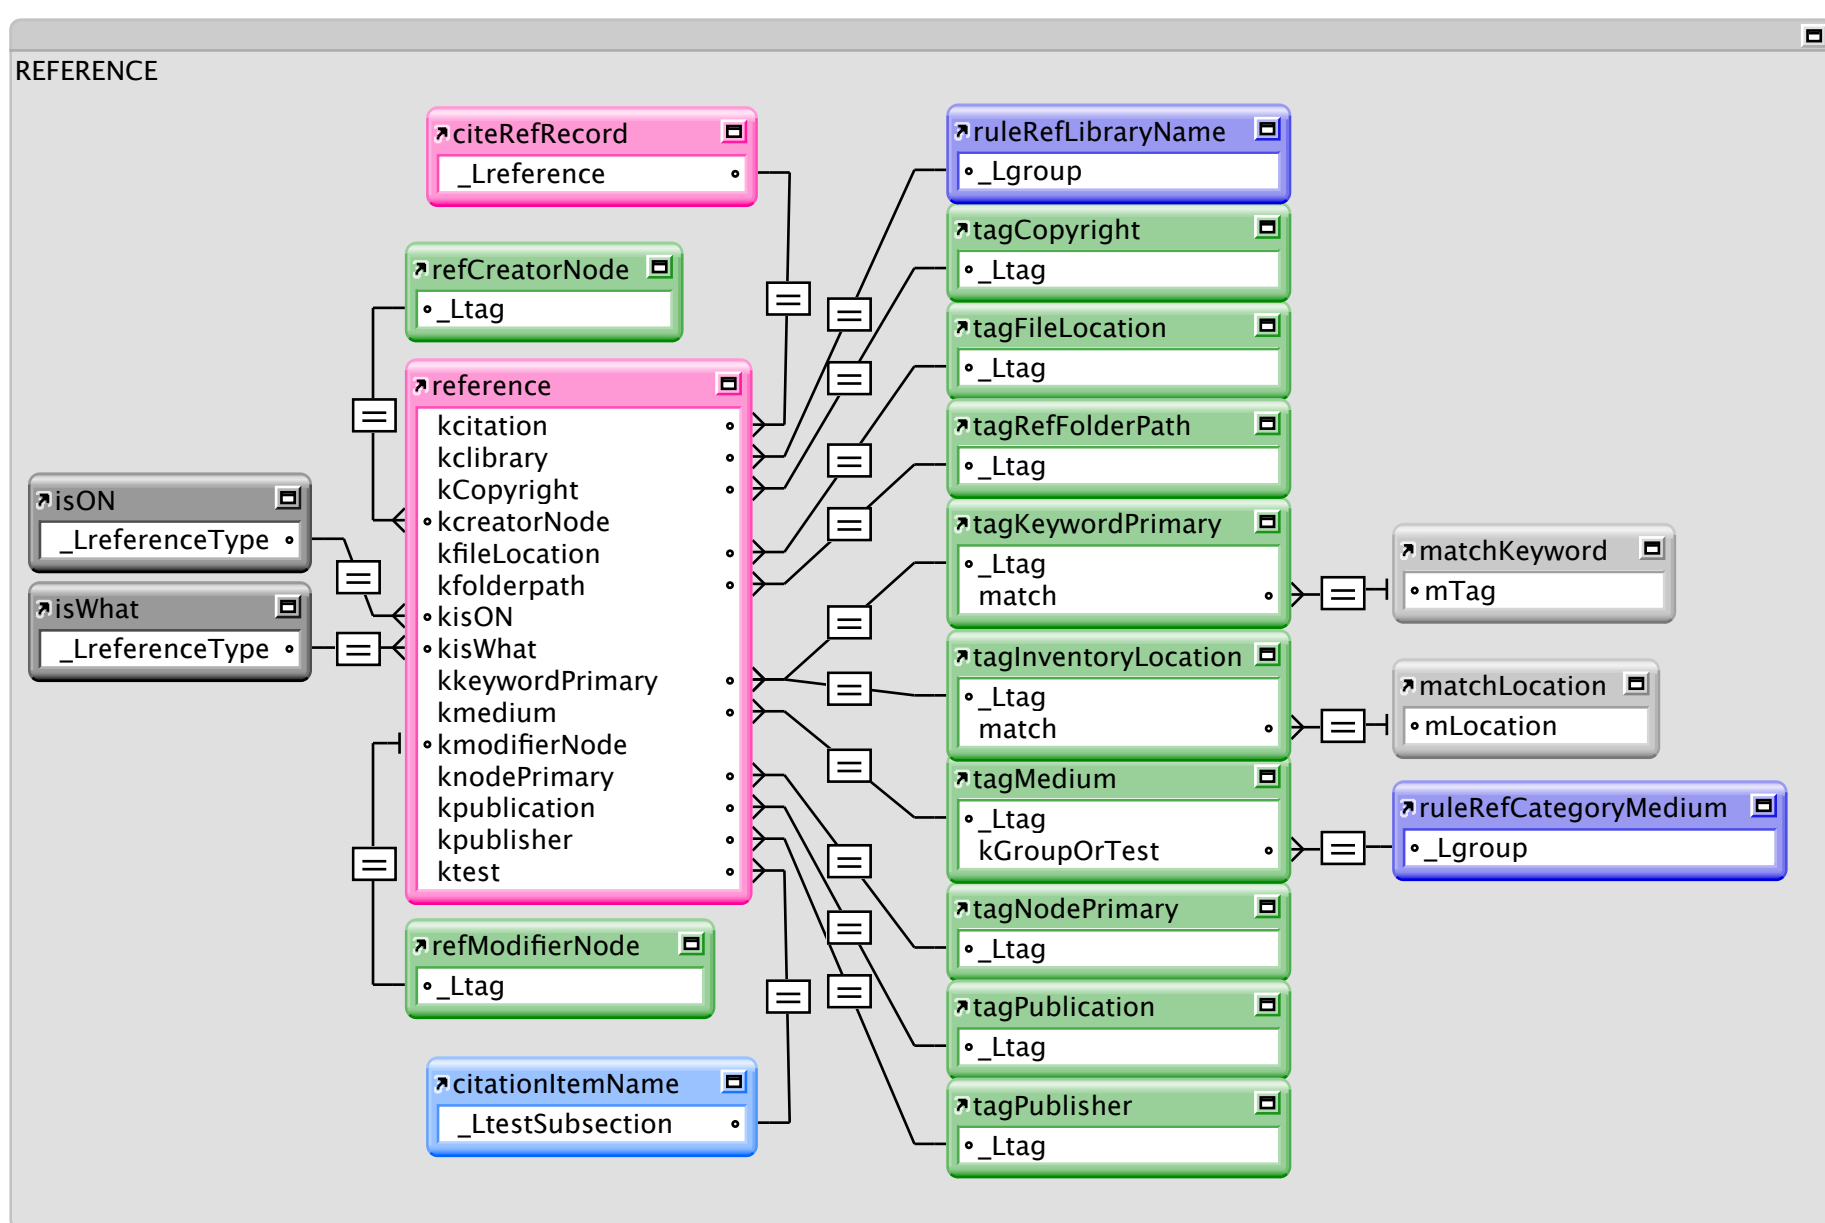 REFERENCE
citeRefRecord
_Lreference
refCreatorNode
_Ltag
reference
kcitation
kclibrary
kCopyright
kcreatorNode
kfileLocation
kfolderpath
kisON
kisWhat
kkeywordPrimary
kmedium
kmodifierNode
knodePrimary
kpublication
kpublisher
ktest
isON
_LreferenceType
isWhat
_LreferenceType
refModifierNode
_Ltag
citationItemName
_LtestSubsection
ruleRefLibraryName
_Lgroup
tagCopyright
_Ltag
tagFileLocation
_Ltag
tagRefFolderPath
_Ltag
tagKeywordPrimary
_Ltag
match
tagInventoryLocation
_Ltag
match
tagMedium
_Ltag
kGroupOrTest
tagNodePrimary
_Ltag
tagPublication
_Ltag
tagPublisher
_Ltag
matchKeyword
mTag
matchLocation
mLocation
ruleRefCategoryMedium
_Lgroup